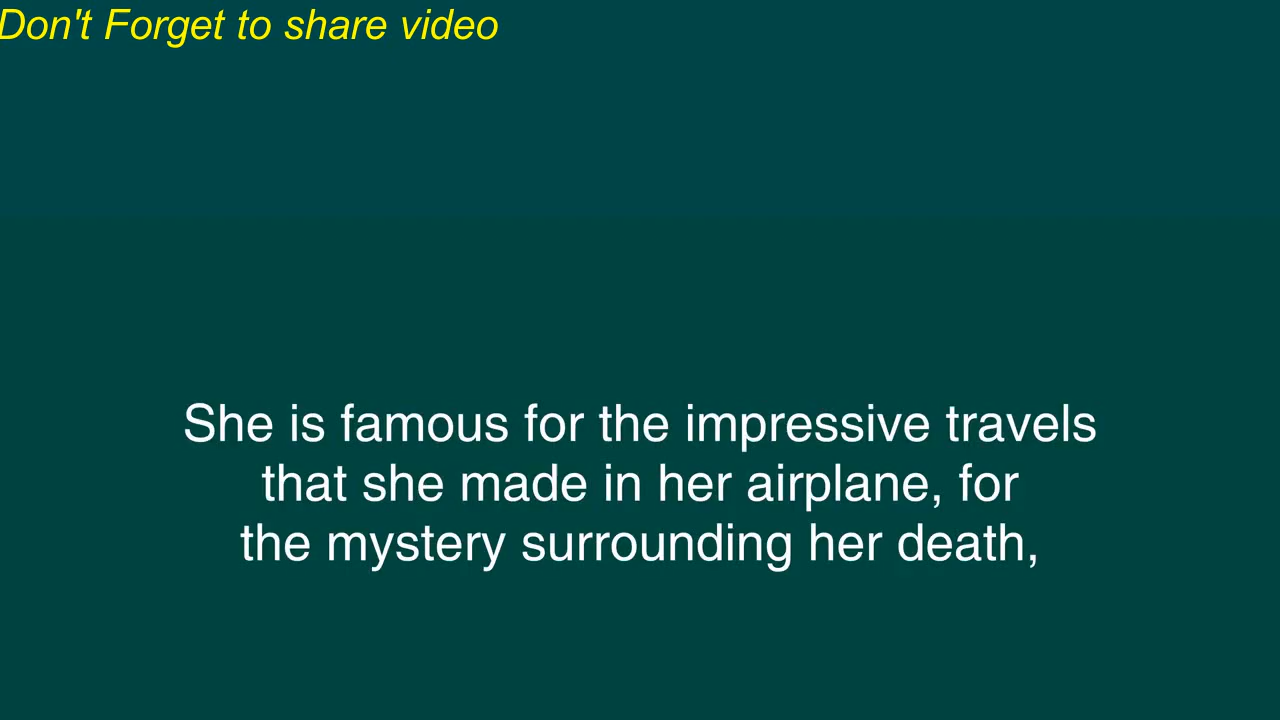 Don't Forget to share video
She is famous for the impressive travels
that she made in her airplane, for
the mystery surrounding her death,